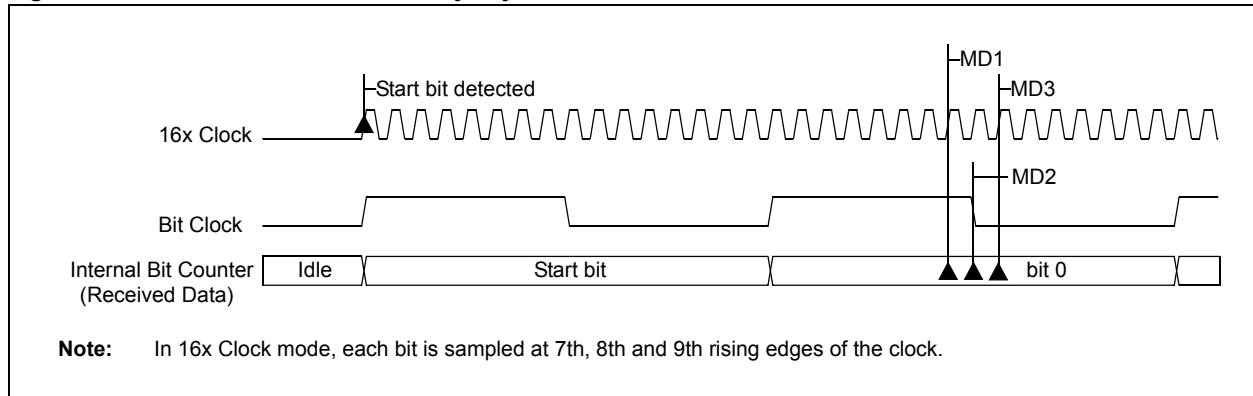 MD1
Start bit detected
MD3
16x Clock
MD2
Bit Clock
Internal Bit Counter
(Received Data)
Idle
Start bit
bit 0
Note: In 16x Clock mode, each bit is sampled at 7th, 8th and 9th rising edges of the clock.